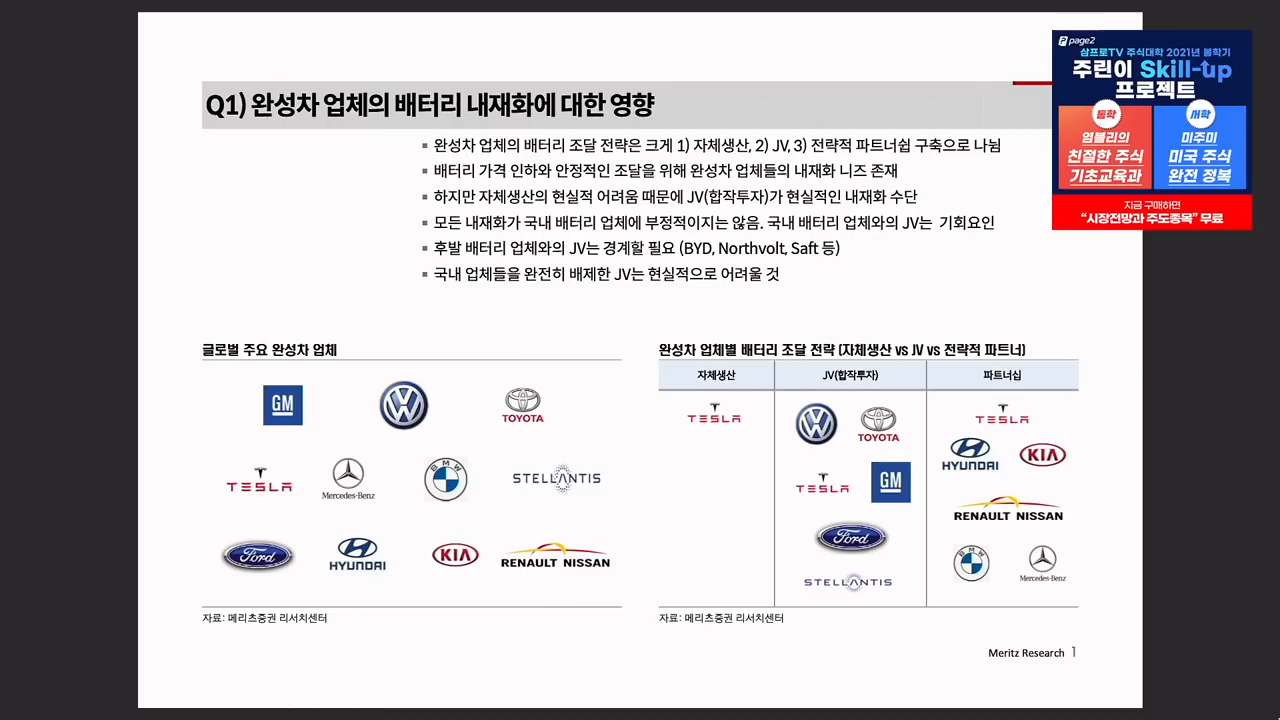 Q1) 완성차 업체의 배터리 내재화에 대한 영향
▪ 완성차 업체의 배터리 조달 전략은 크게 1) 자체생산, 2) JV, 3) 전략적 파트너쉽 구축으로 나뉨
▪ 배터리 가격 인하와 안정적인 조달을 위해 완성차 업체들의 내재화 니즈 존재
▪ 하지만 자체생산의 현실적 어려움 때문에 JV(합작투자)가 현실적인 내재화 수단
▪ 모든 내재화가 국내 배터리 업체에 부정적이지는 않음. 국내 배터리 업체와의 JV는 기회요인
▪ 후발 배터리 업체와의 JV는 경계할 필요 (BYD, Northvolt, Saft 등)
▪ 국내 업체들을 완전히 배제한 JV는 현실적으로 어려울 것
page2
삼프로TV 주식대학 2021년 봄학기
주린이 Skill-up
프로젝트
동학
염블리의
친절한 주식
기초교육과
서학
미주미
미국 주식
완전 정복
지금 구매하면
“시장전망과 주도종목” 무료
글로벌 주요 완성차 업체
GM
VW
TOYOTA
TESLA
Mercedes-Benz
BMW
STELLANTIS
Ford
HYUNDAI
KIA
RENAULT NISSAN
자료: 메리츠증권 리서치센터
완성차 업체별 배터리 조달 전략 (자체생산 vs JV vs 전략적 파트너)
자체생산
JV(합작투자)
파트너십
TESLA
VW
TOYOTA
TESLA
GM
Ford
STELLANTIS
TESLA
HYUNDAI
KIA
RENAULT NISSAN
BMW
Mercedes-Benz
자료: 메리츠증권 리서치센터
Meritz Research 1